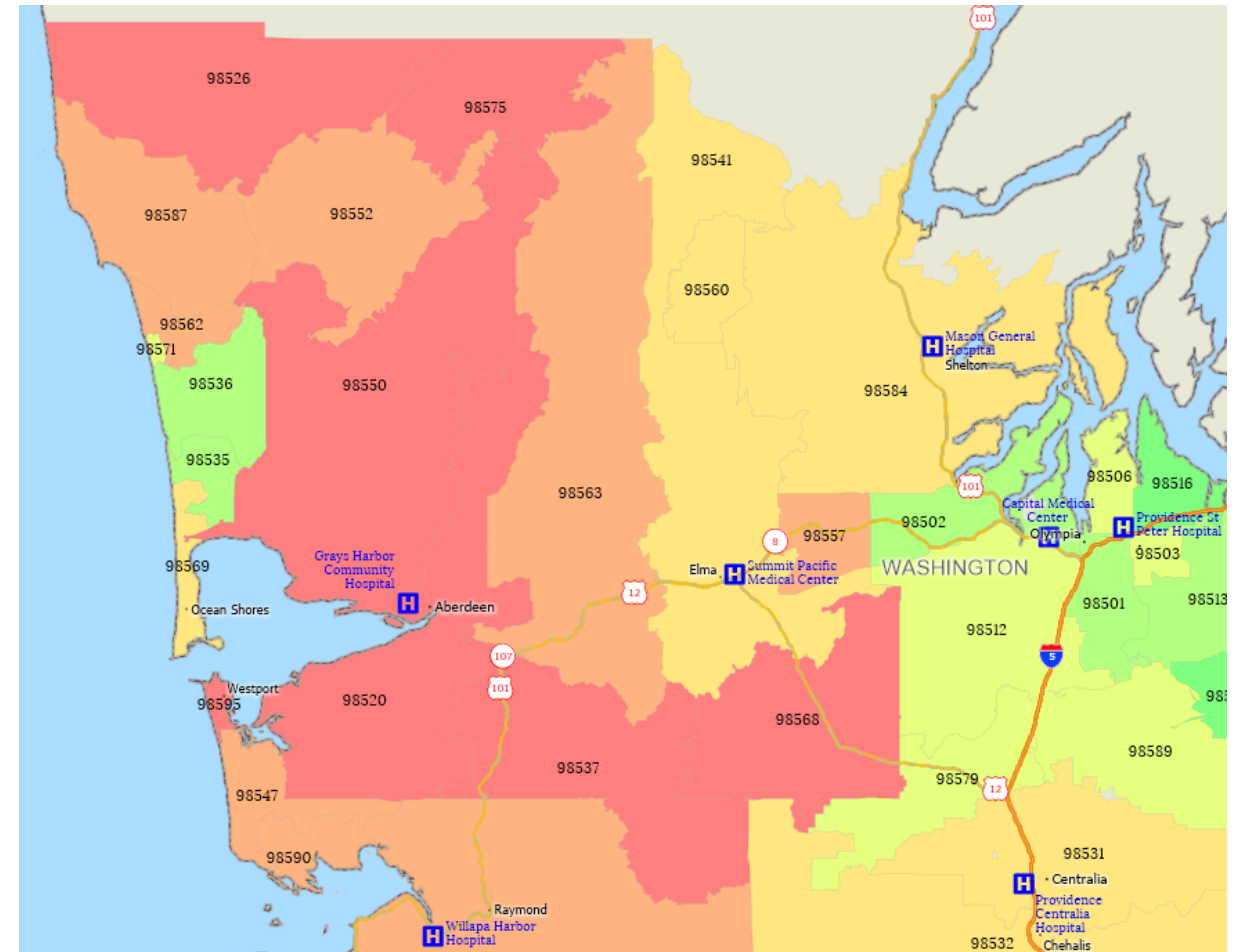 101
98526
98575
98541
98587
98552
98560
98562
98571
98536
98550
98584
Mason General
Hospital
Shelton
98535
98563
98506
98516
101
Capital Medical
Center
Olympia
Providence St
Peter Hospital
98502
98557
8
98503
WASHINGTON
98569
Ocean Shores
Grays Harbor
Community
Hospital
H
Aberdeen
Elma
H
Summit Pacific
Medical Center
12
98501
98513
98512
107
101
5
Westport
98595
98520
98568
98537
98589
98579
12
98547
98590
98531
H
Centralia
Providence
Centralia
Hospital
Raymond
H
Willapa Harbor
Hospital
98532
Chehalis
H
H
H